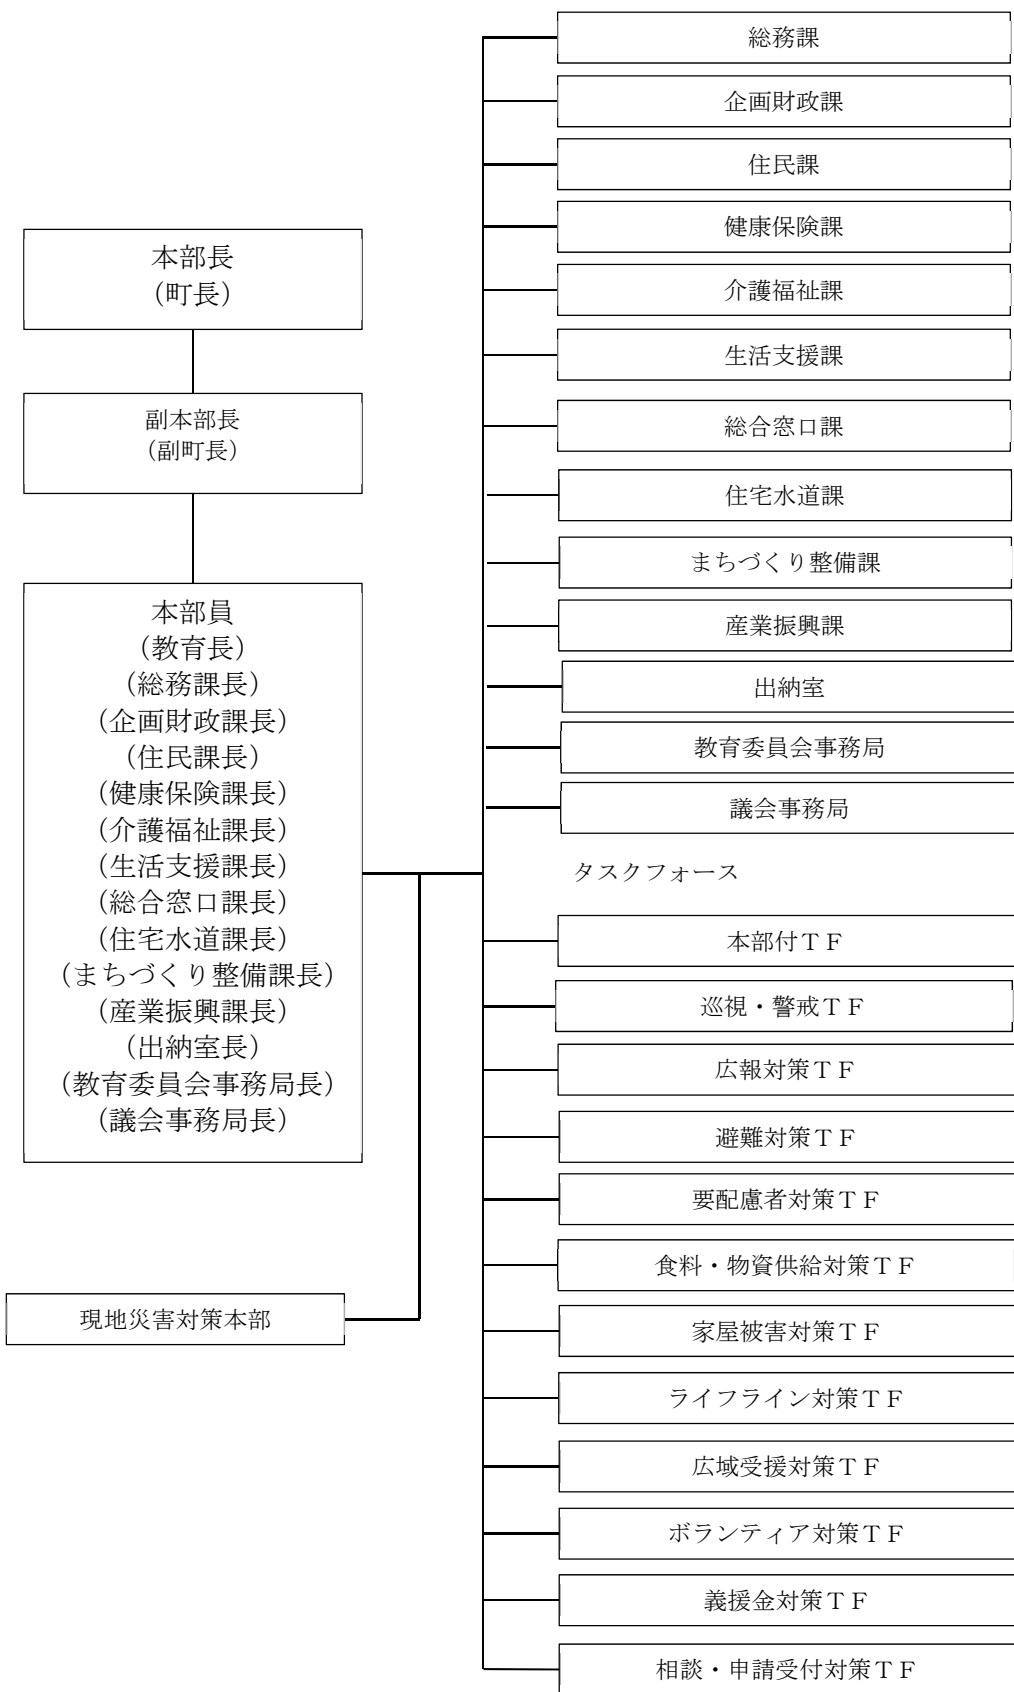 本部長
（町長）
副本部長
（副町長）
本部員
（教育長）
（総務課長）
（企画財政課長）
（住民課長）
（健康保険課長）
（介護福祉課長）
（生活支援課長）
（総合窓口課長）
（住宅水道課長）
（まちづくり整備課長）
（産業振興課長）
（出納室長）
（教育委員会事務局長）
（議会事務局長）
現地災害対策本部
総務課
企画財政課
住民課
健康保険課
介護福祉課
生活支援課
総合窓口課
住宅水道課
まちづくり整備課
産業振興課
出納室
教育委員会事務局
議会事務局
タスクフォース
本部付ＴＦ
巡視・警戒ＴＦ
広報対策ＴＦ
避難対策ＴＦ
要配慮者対策ＴＦ
食料・物資供給対策ＴＦ
家屋被害対策ＴＦ
ライフライン対策ＴＦ
広域受援対策ＴＦ
ボランティア対策ＴＦ
義援金対策ＴＦ
相談・申請受付対策ＴＦ